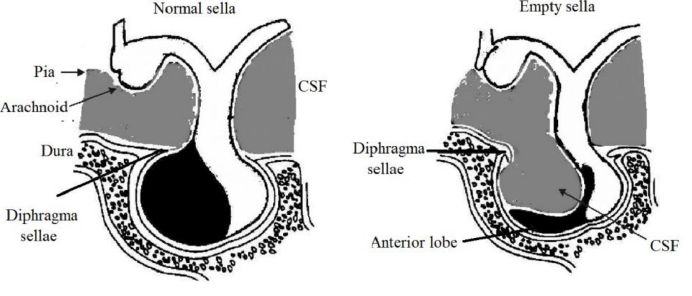 Normal sella
Pia
Arachnoid
CSF
Dura
Diphragma
sellae
Empty sella
Diphragma
sellae
Anterior lobe
CSF